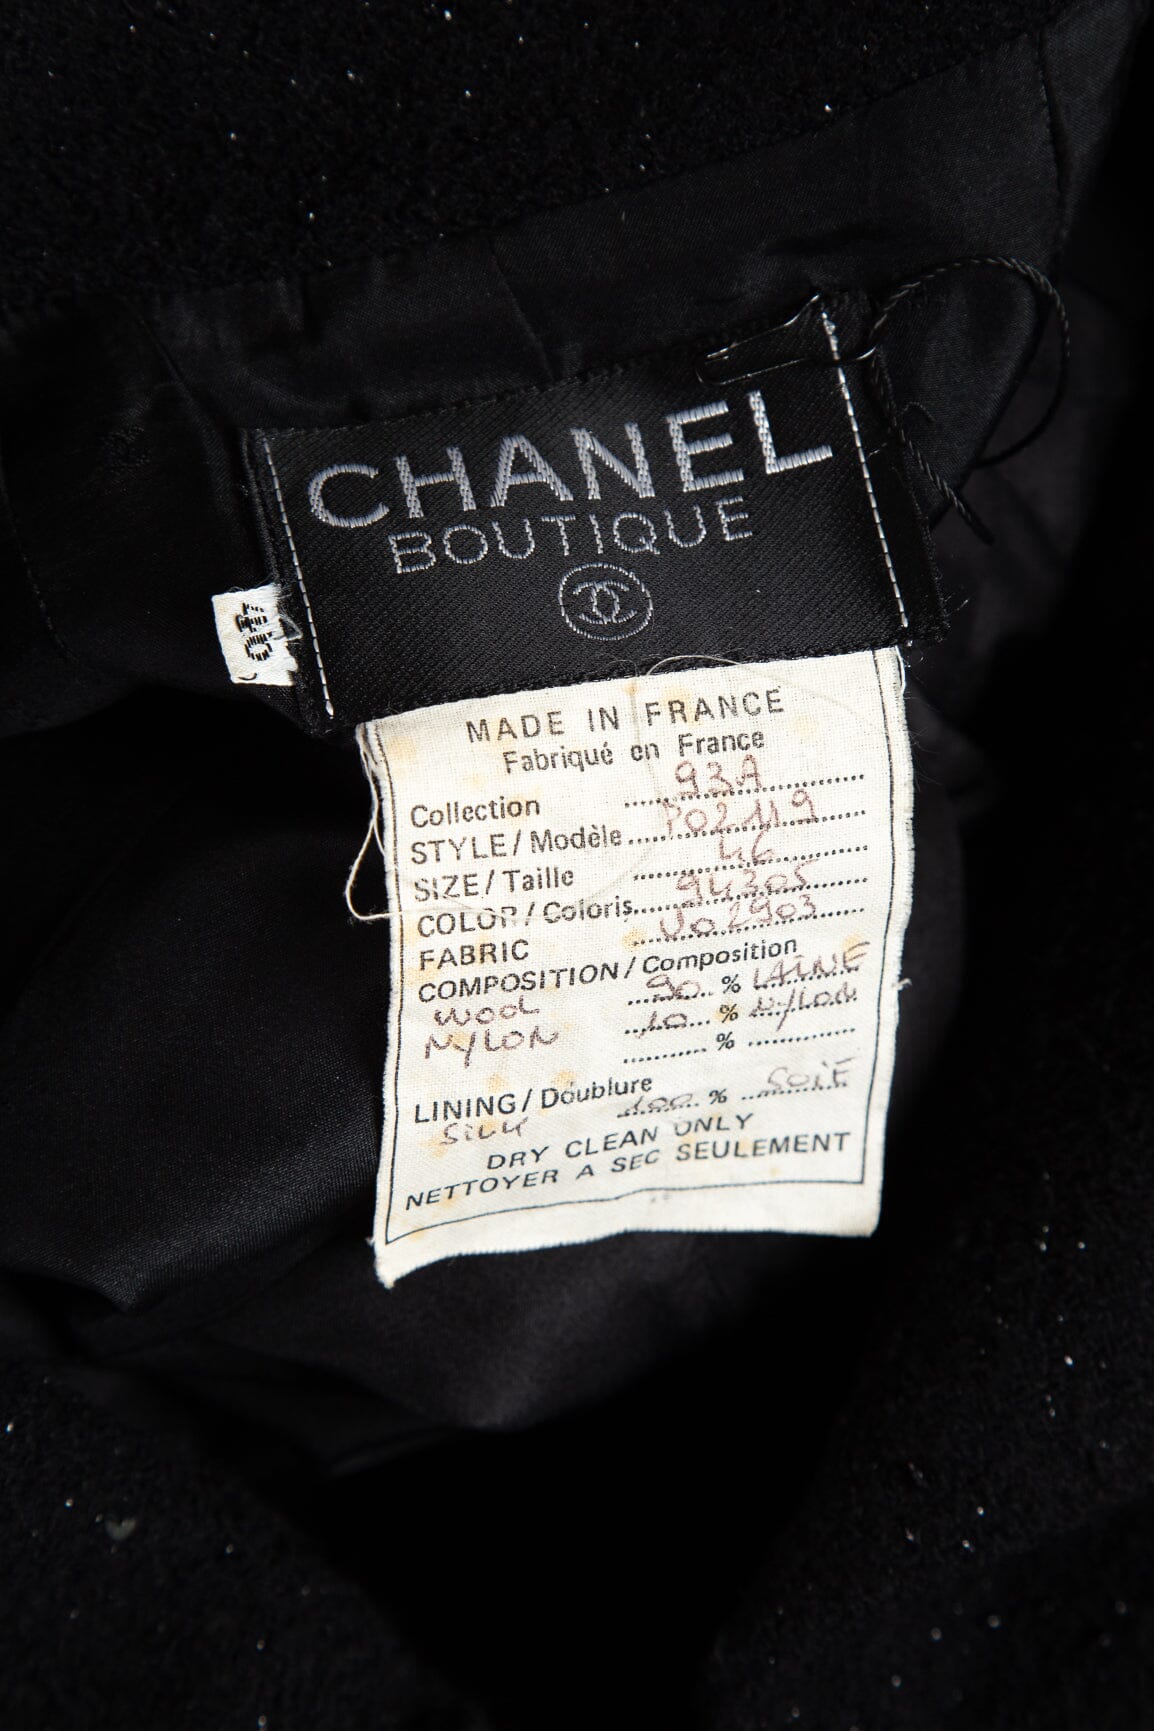 CHANEL
BOUTIQUE
MADE IN FRANCE
Fabriqué en France
Collection 93A
STYLE / Modèle P02119
SIZE / Taille 46
COLOR / Coloris 94305
FABRIC V02903
COMPOSITION / Composition
WOOL 90 % LAINE
NYLON 10 % NYLON
%
LINING / Doublure
SILK 100 % SOIE
DRY CLEAN ONLY
NETTOYER A SEC SEULEMENT